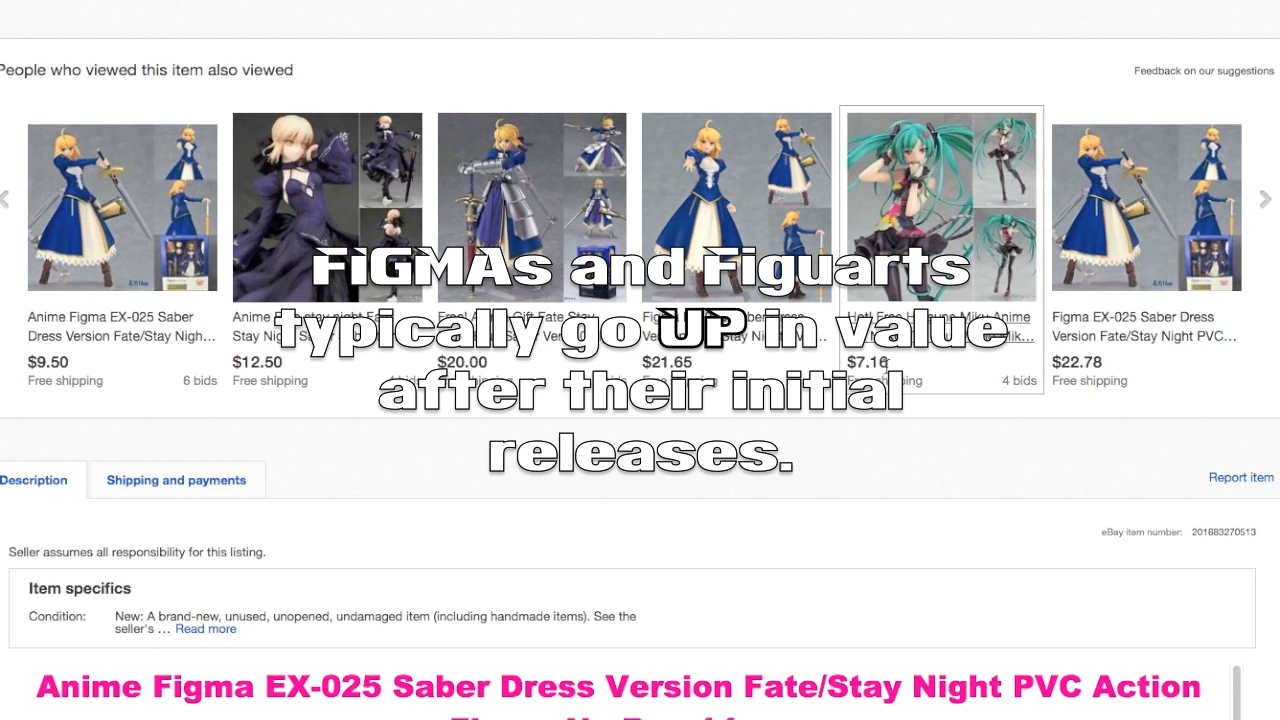 People who viewed this item also viewed
Feedback on our suggestions
Anime Figma EX-025 Saber
Dress Version Fate/Stay Nigh...
$9.50
Free shipping
6 bids
Anime
Stay Nig
$12.50
Free shipping
$20.00
$21.65
$7.16
4 bids
Figma EX-025 Saber Dress
Version Fate/Stay Night PVC...
$22.78
Free shipping
FIGMAs and Figuarts
typically go UP in value
after their initial
releases.
Description
Shipping and payments
Report item
eBay item number: 201683270513
Seller assumes all responsibility for this listing.
Item specifics
Condition:
New: A brand-new, unused, unopened, undamaged item (including handmade items). See the
seller's ... Read more
Anime Figma EX-025 Saber Dress Version Fate/Stay Night PVC Action